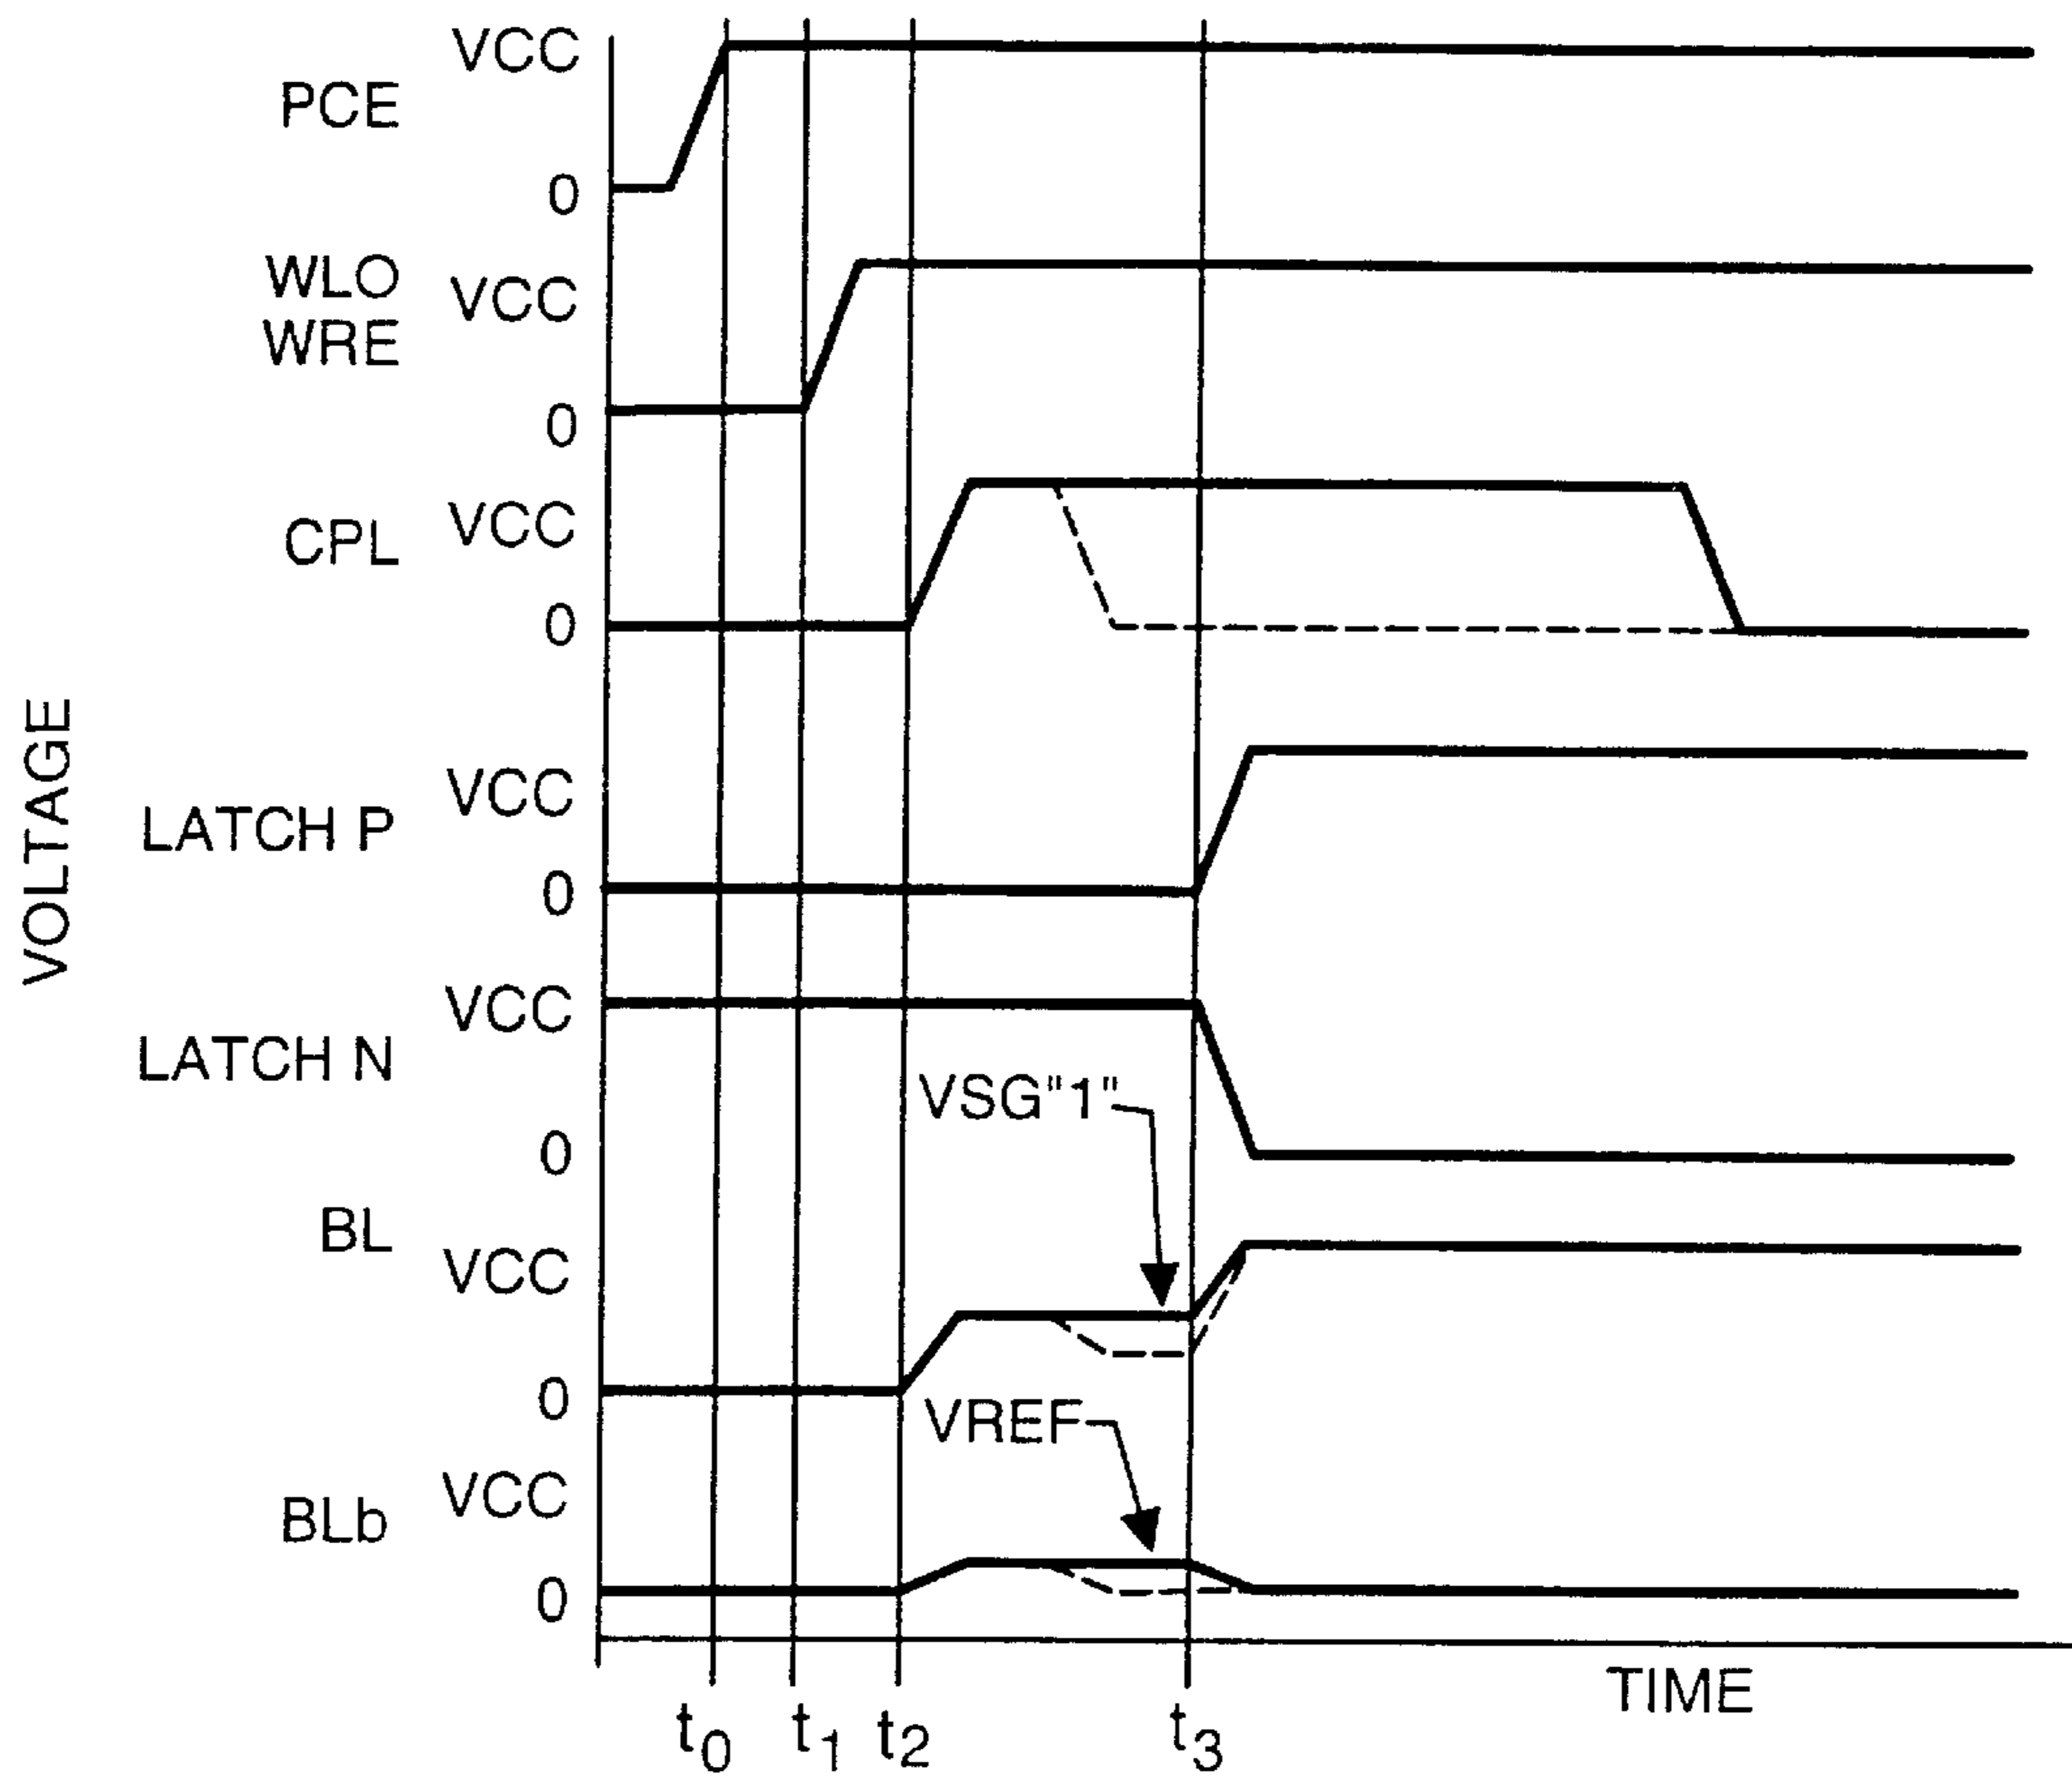 VCC
PCE
0
WLO
VCC
WRE
0
VCC
CPL
0
VOLTAGE
VCC
LATCH P
0
VCC
LATCH N
VSG"1"
0
BL
VCC
0
VREF
VCC
BLb
0
TIME
t0 t1 t2 t3